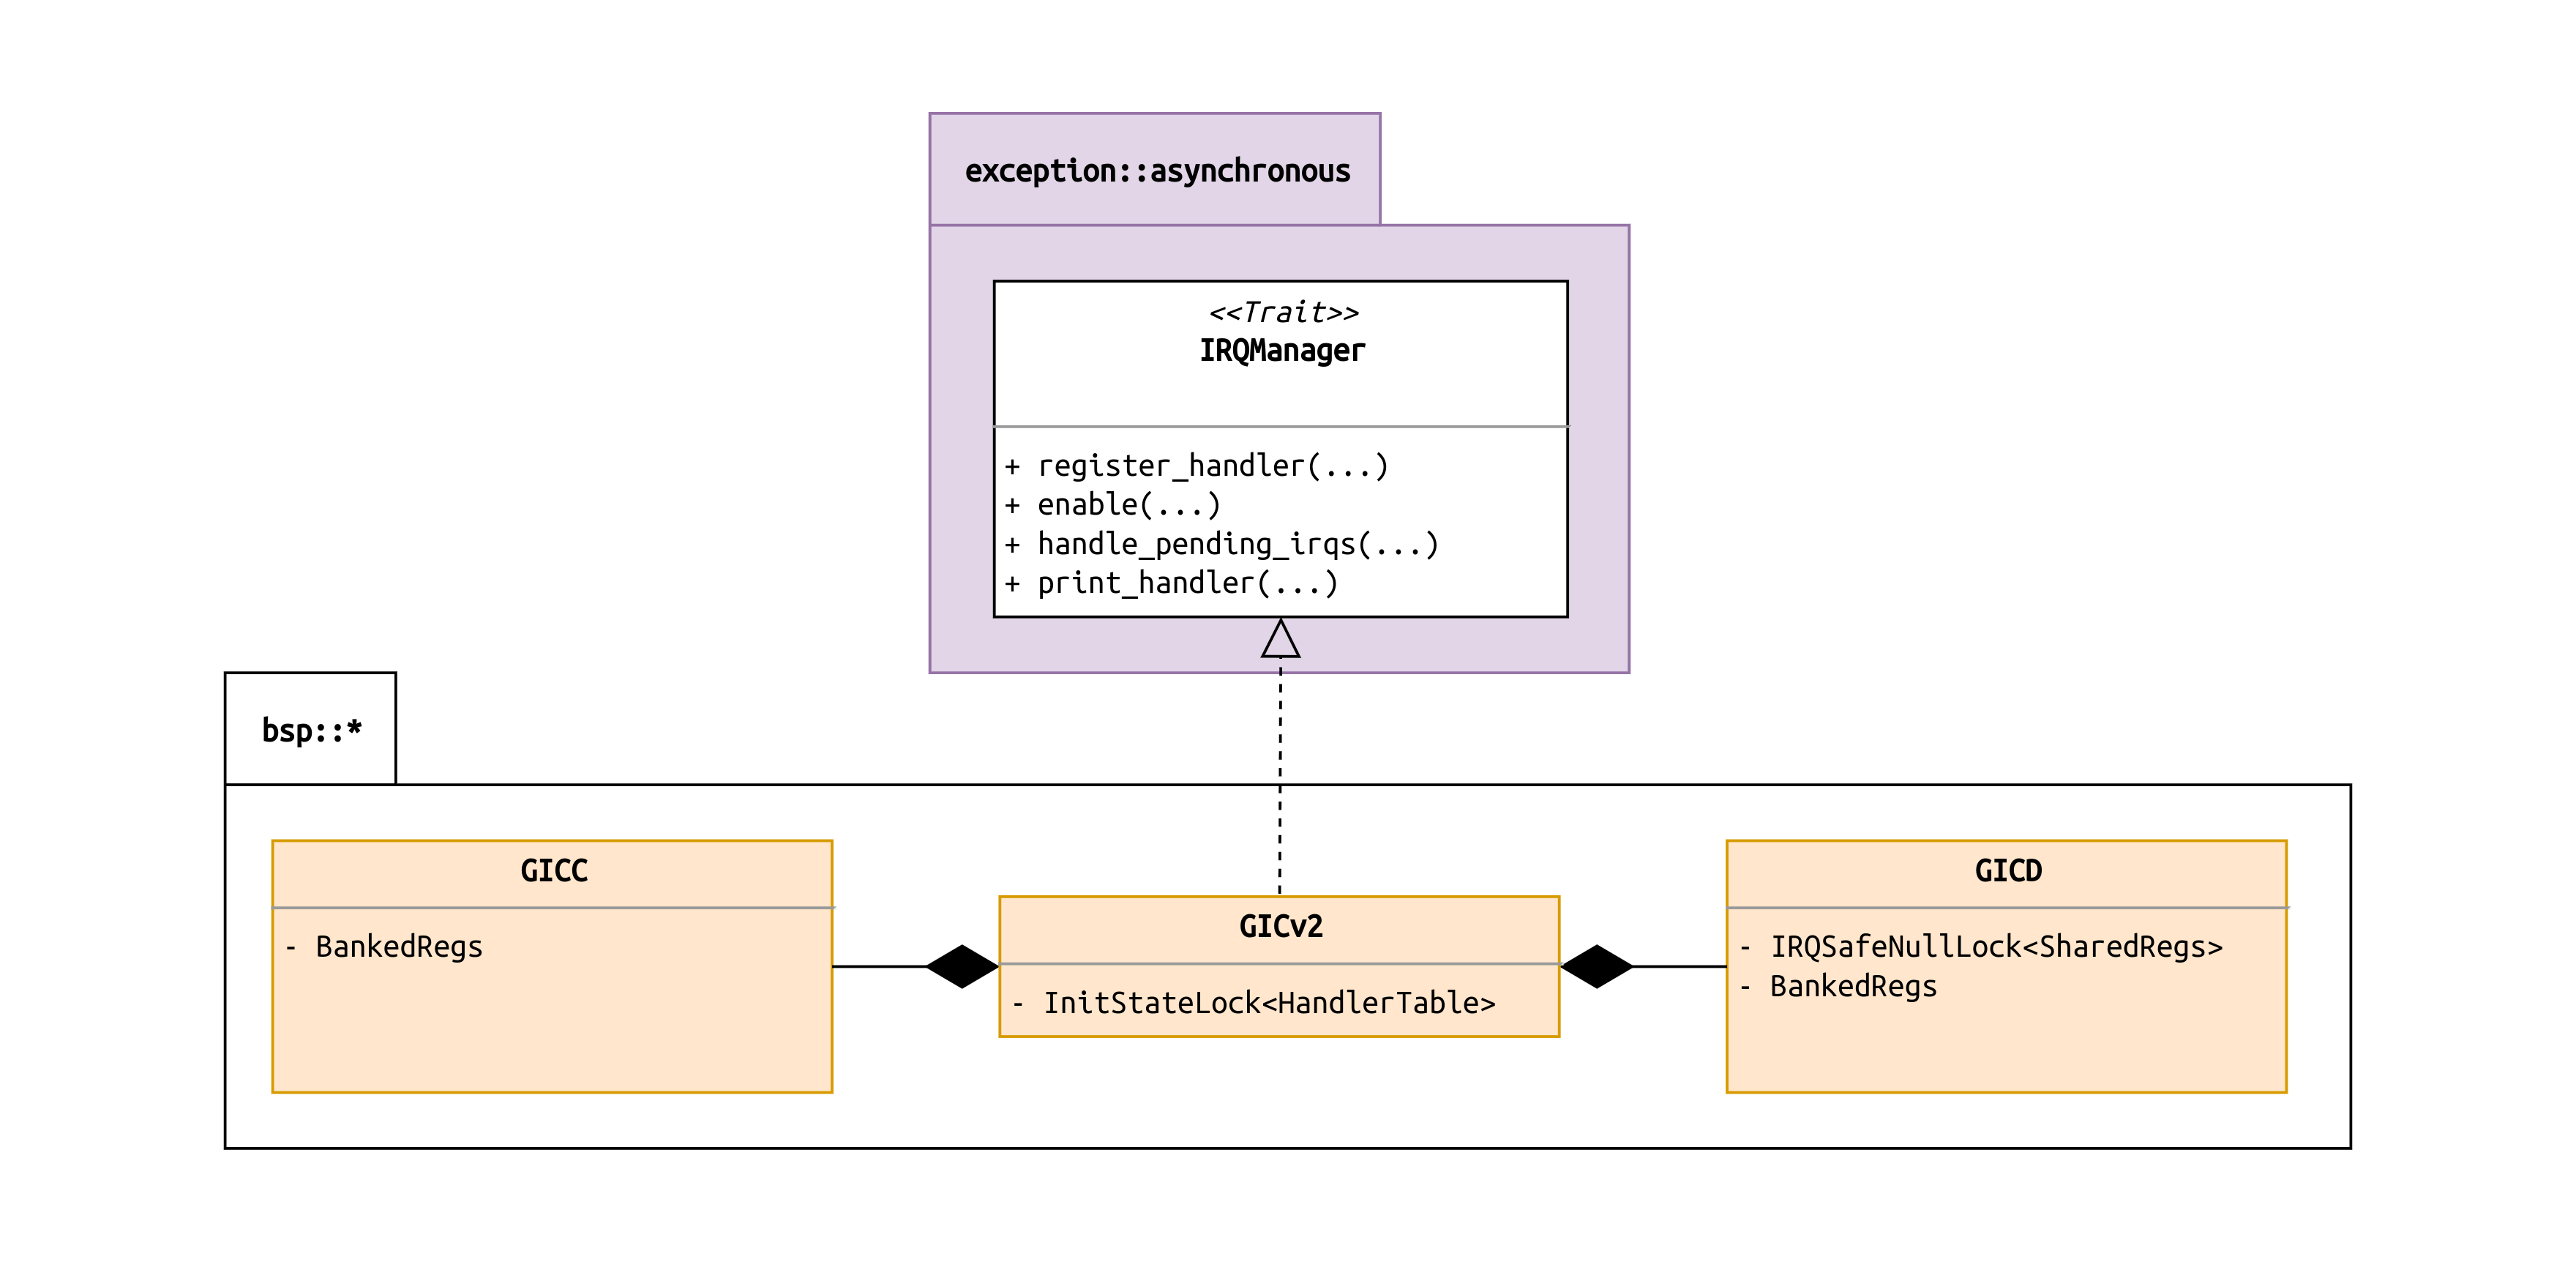 exception::asynchronous
<<Trait>>
IRQManager
+ register_handler(...)
+ enable(...)
+ handle_pending_irqs(...)
+ print_handler(...)
bsp::*
GICC
- BankedRegs
GICv2
- InitStateLock<HandlerTable>
GICD
- IRQSafeNullLock<SharedRegs>
- BankedRegs